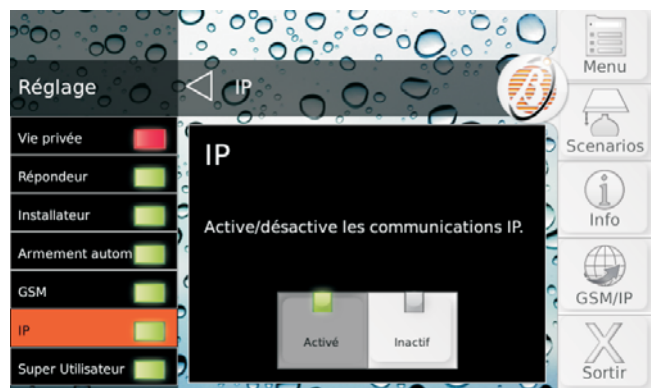 Réglage
IP
Menu
Vie privée
Répondeur
Installateur
Armement autom
GSM
IP
Super Utilisateur
IP
Active/désactive les communications IP.
Activé
Inactif
Scenarios
Info
GSM/IP
Sortir